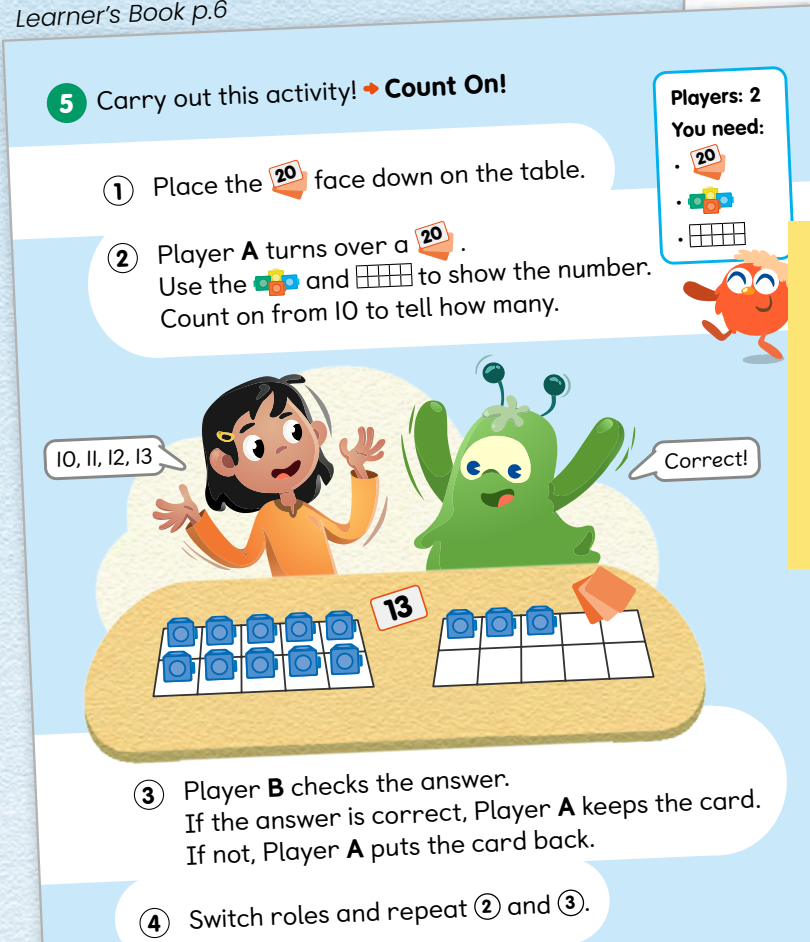 Learner's Book p.6
5 Carry out this activity! → Count On!
Players: 2
You need:
• 20
•
•
1 Place the 20 face down on the table.
2 Player A turns over a 20 .
Use the and to show the number.
Count on from 10 to tell how many.
10, 11, 12, 13
Correct!
13
3 Player B checks the answer.
If the answer is correct, Player A keeps the card.
If not, Player A puts the card back.
4 Switch roles and repeat 2 and 3.